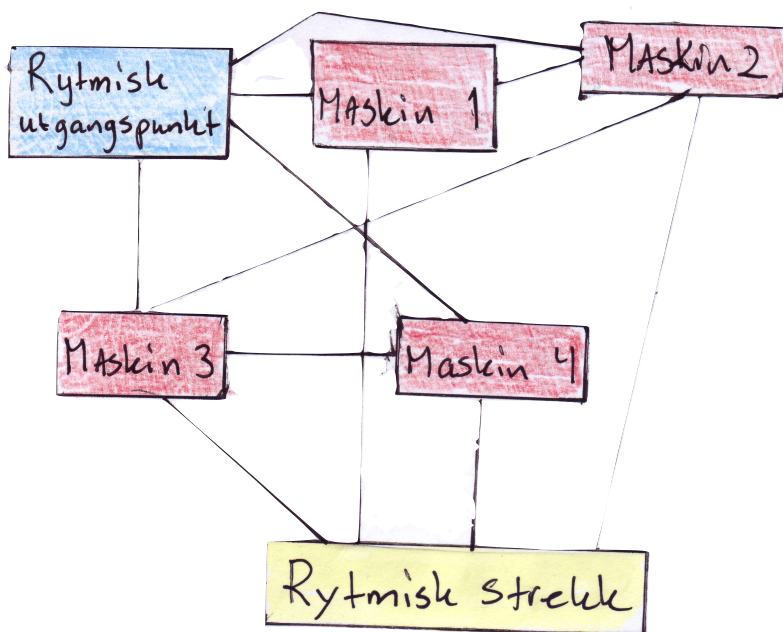 Rytmisk
utgangspunkt
Maskin 1
Maskin 2
Maskin 3
Maskin 4
Rytmisk strekk